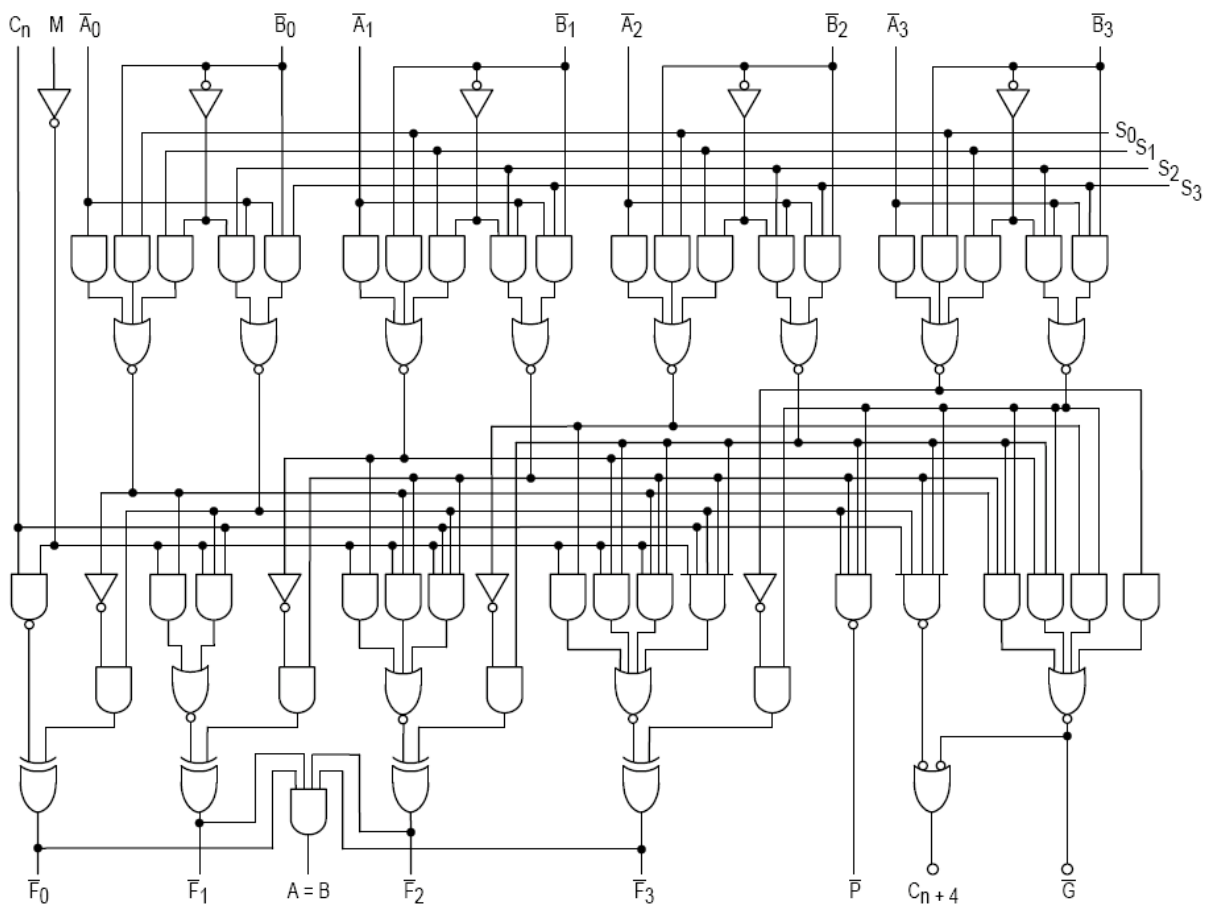 Cn M A̅0 B̅0 A̅1 B̅1 A̅2 B̅2 A̅3 B̅3
S0
S1
S2
S3
F̅0 F̅1 A = B F̅2 F̅3 P̅ Cn + 4 G̅